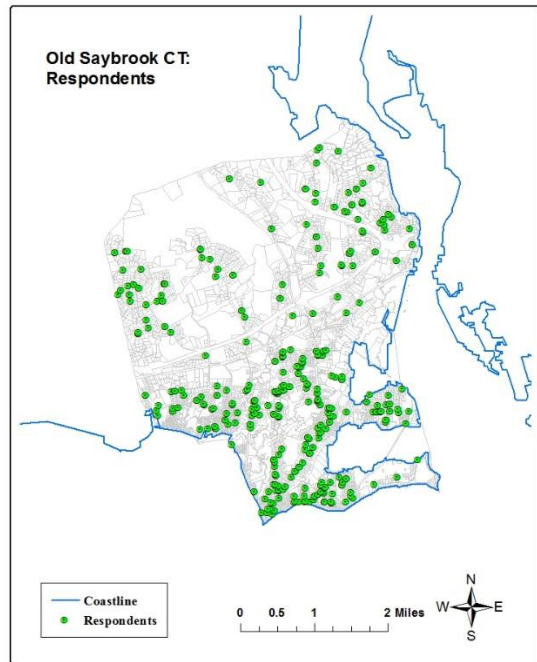 Old Saybrook CT:
Respondents
Coastline
Respondents
N
W E
S
0 0.5 1 2 Miles